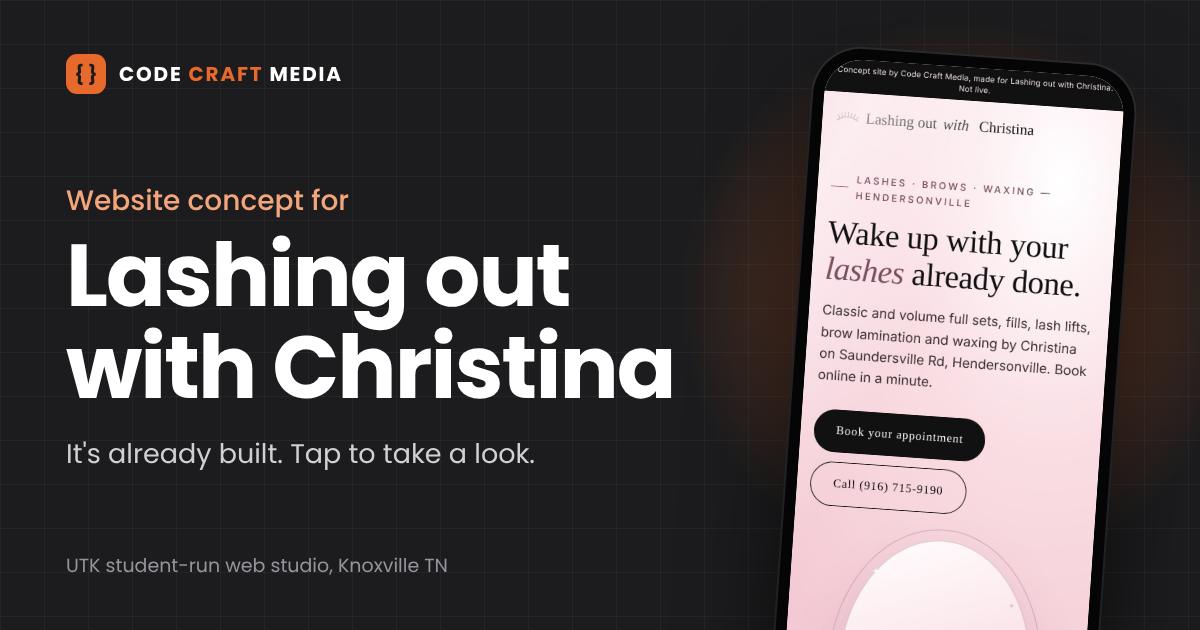 { }
CODE CRAFT MEDIA
Website concept for
Lashing out
with Christina
It's already built. Tap to take a look.
UTK student-run web studio, Knoxville TN
Concept site by Code Craft Media, made for Lashing out with Christina.
Not live.
Lashing out with Christina
LASHES · BROWS · WAXING —
HENDERSONVILLE
Wake up with your
lashes already done.
Classic and volume full sets, fills, lash lifts,
brow lamination and waxing by Christina
on Saundersville Rd, Hendersonville. Book
online in a minute.
Book your appointment
Call (916) 715-9190